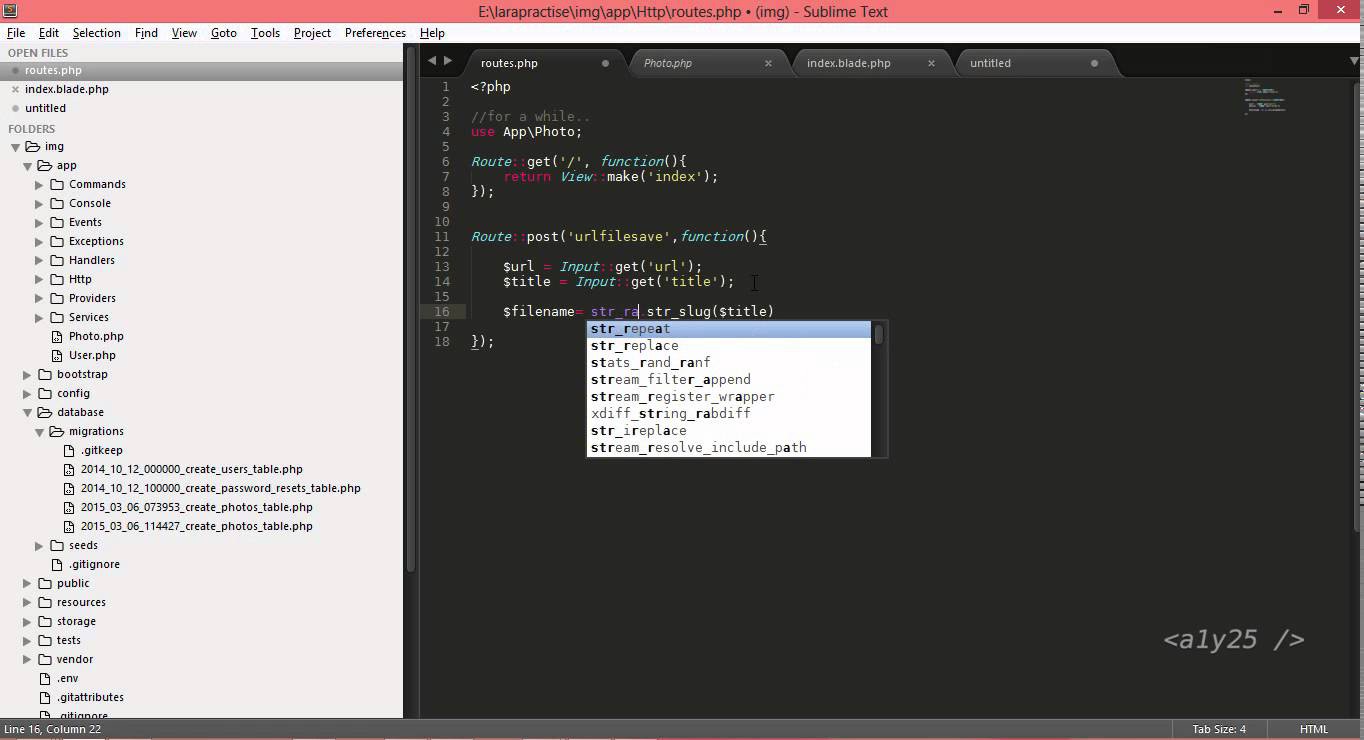 E:\larapractise\img\app\Http\routes.php • (img) - Sublime Text
File Edit Selection Find View Goto Tools Project Preferences Help
OPEN FILES
routes.php
index.blade.php
untitled
FOLDERS
img
app
Commands
Console
Events
Exceptions
Handlers
Http
Providers
Services
Photo.php
User.php
bootstrap
config
database
migrations
.gitkeep
2014_10_12_000000_create_users_table.php
2014_10_12_100000_create_password_resets_table.php
2015_03_06_073953_create_photos_table.php
2015_03_06_114427_create_photos_table.php
seeds
.gitignore
public
resources
storage
tests
vendor
.env
.gitattributes
.gitignore
routes.php Photo.php index.blade.php untitled
1 <?php
2
3 //for a while..
4 use App\Photo;
5
6 Route::get('/', function(){
7 return View::make('index');
8 });
9
10
11 Route::post('urlfilesave',function(){
12
13 $url = Input::get('url');
14 $title = Input::get('title');
15
16 $filename= str_ra str_slug($title)
17
18 });
str_repeat
str_replace
stats_rand_ranf
stream_filter_append
stream_register_wrapper
xdiff_string_rabdiff
str_ireplace
stream_resolve_include_path
<a1y25 />
Line 16, Column 22 Tab Size: 4 HTML